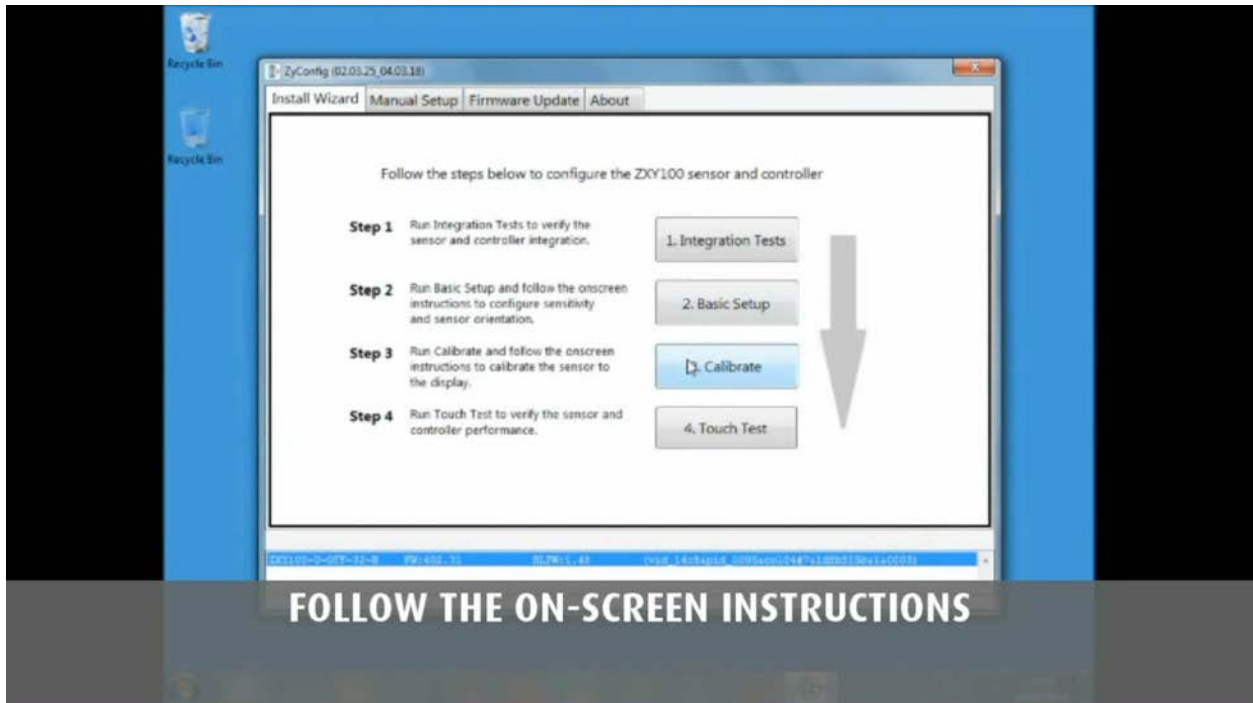 Recycle Bin
ZyConfig (02.03.25_04.03.18)
Install Wizard Manual Setup Firmware Update About
Recycle Bin
Follow the steps below to configure the ZXY100 sensor and controller
Step 1 Run Integration Tests to verify the
sensor and controller integration.
1. Integration Tests
Step 2 Run Basic Setup and follow the onscreen
instructions to configure sensitivity
and sensor orientation.
2. Basic Setup
Step 3 Run Calibrate and follow the onscreen
instructions to calibrate the sensor to
the display.
. Calibrate
Step 4 Run Touch Test to verify the sensor and
controller performance.
4. Touch Test
FOLLOW THE ON-SCREEN INSTRUCTIONS